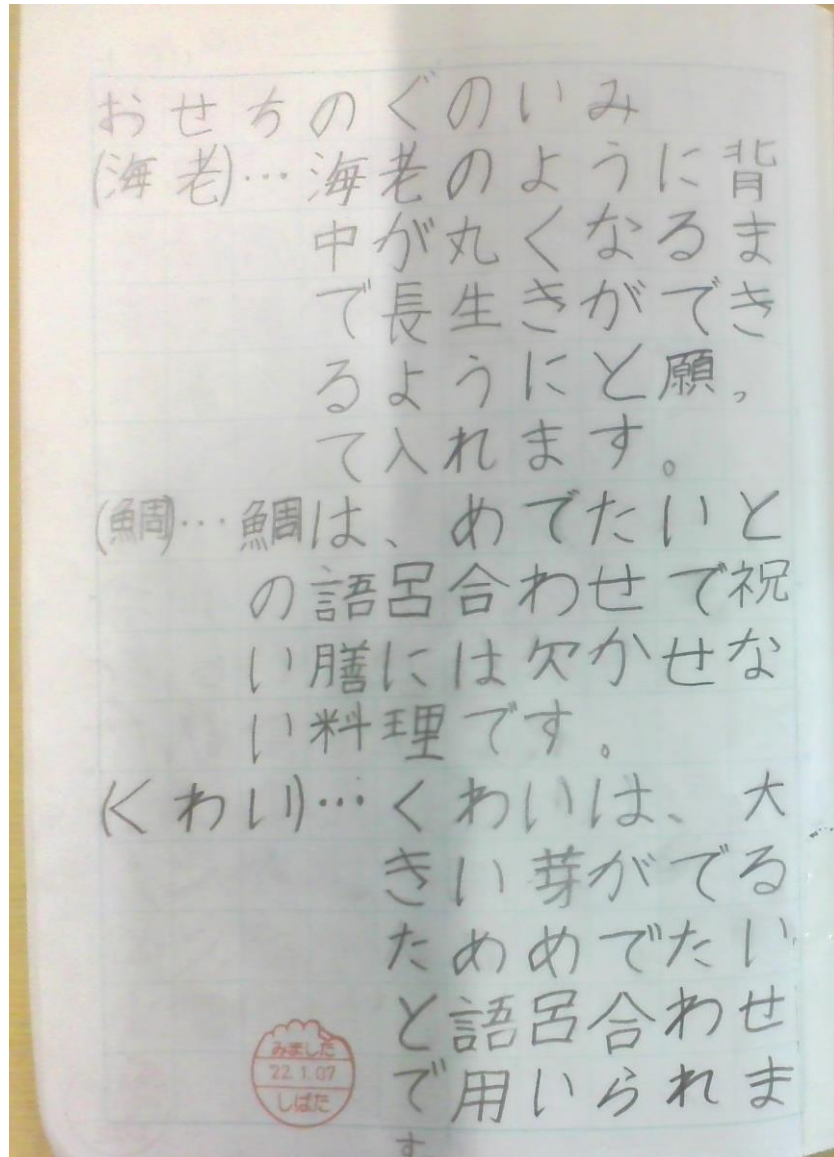 おせちのぐのいみ
(海老)…海老のように背
中が丸くなるま
で長生きができ
るようにと願っ
て入れます。
(鯛)…鯛は、めでたいと
の語呂合わせで祝
い膳には欠かせな
い料理です。
(くわい)…くわいは、大
きい芽がでる
ためめでたい
と語呂合わせ
で用いられま
す
みました
22.1.07
しばた